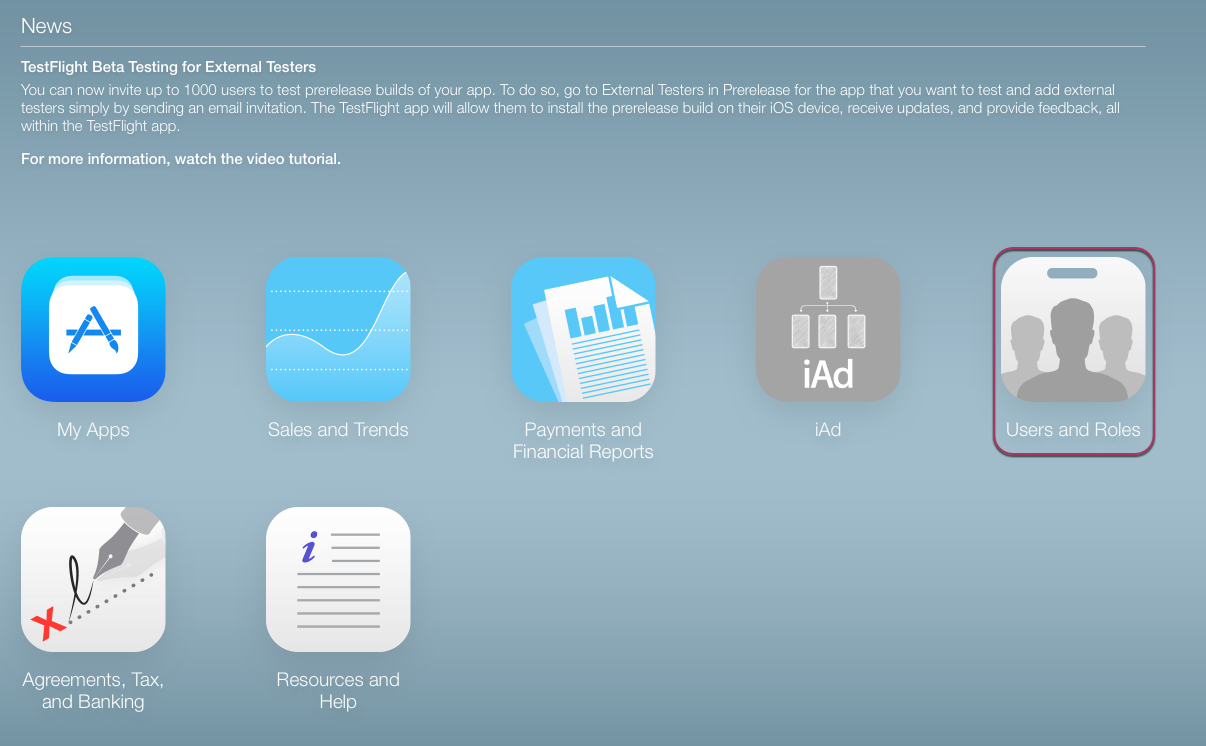 News
TestFlight Beta Testing for External Testers
You can now invite up to 1000 users to test prerelease builds of your app. To do so, go to External Testers in Prerelease for the app that you want to test and add external
testers simply by sending an email invitation. The TestFlight app will allow them to install the prerelease build on their iOS device, receive updates, and provide feedback, all
within the TestFlight app.
For more information, watch the video tutorial.
iAd
My Apps
Sales and Trends
Payments and
Financial Reports
iAd
Users and Roles
i
Agreements, Tax,
and Banking
Resources and
Help